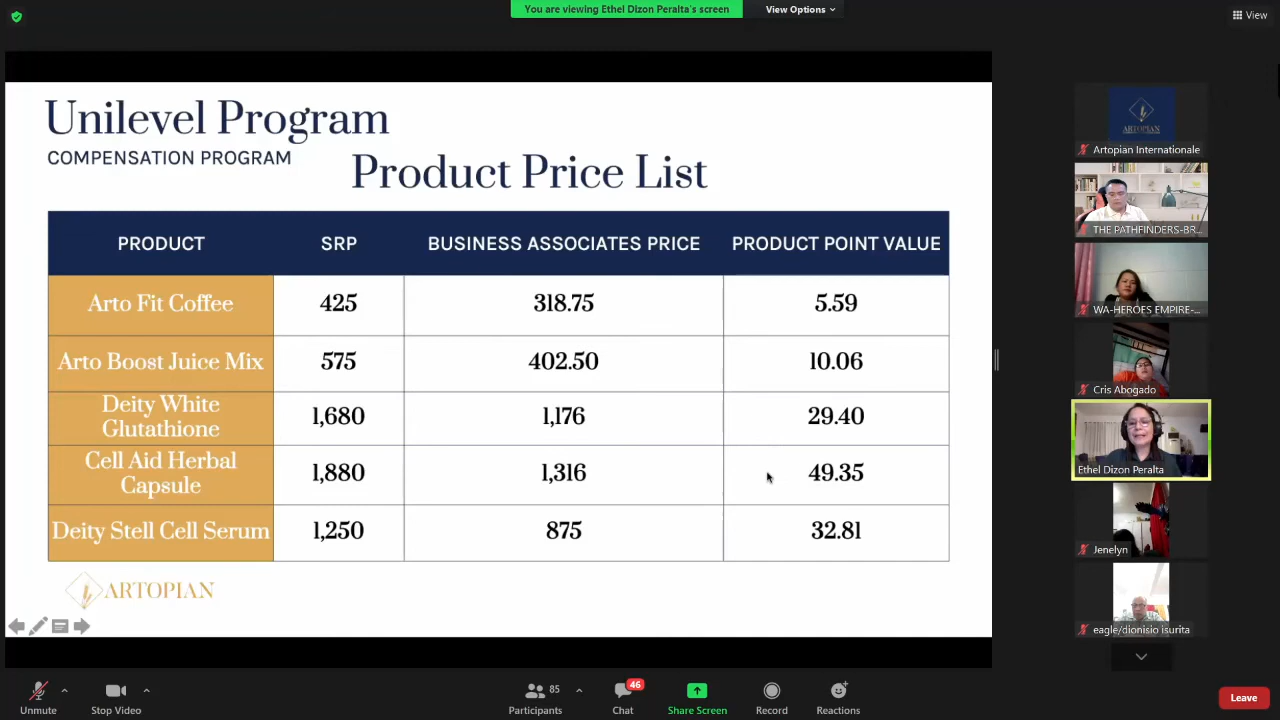 You are viewing Ethel Dizon Peralta's screen
View Options
View
Unilevel Program
COMPENSATION PROGRAM
Product Price List
PRODUCT SRP BUSINESS ASSOCIATES PRICE PRODUCT POINT VALUE
Arto Fit Coffee 425 318.75 5.59
Arto Boost Juice Mix 575 402.50 10.06
Deity White
Glutathione 1,680 1,176 29.40
Cell Aid Herbal
Capsule 1,880 1,316 49.35
Deity Stell Cell Serum 1,250 875 32.81
ARTOPIAN
ARTOPIAN
Artopian Internationale
THE PATHFINDERS-BR...
WA-HEROES EMPIRE-...
Cris Abogado
Ethel Dizon Peralta
Jenelyn
eagle/dionisio isurita
Unmute
Stop Video
85
Participants
46
Chat
Share Screen
Record
Reactions
Leave